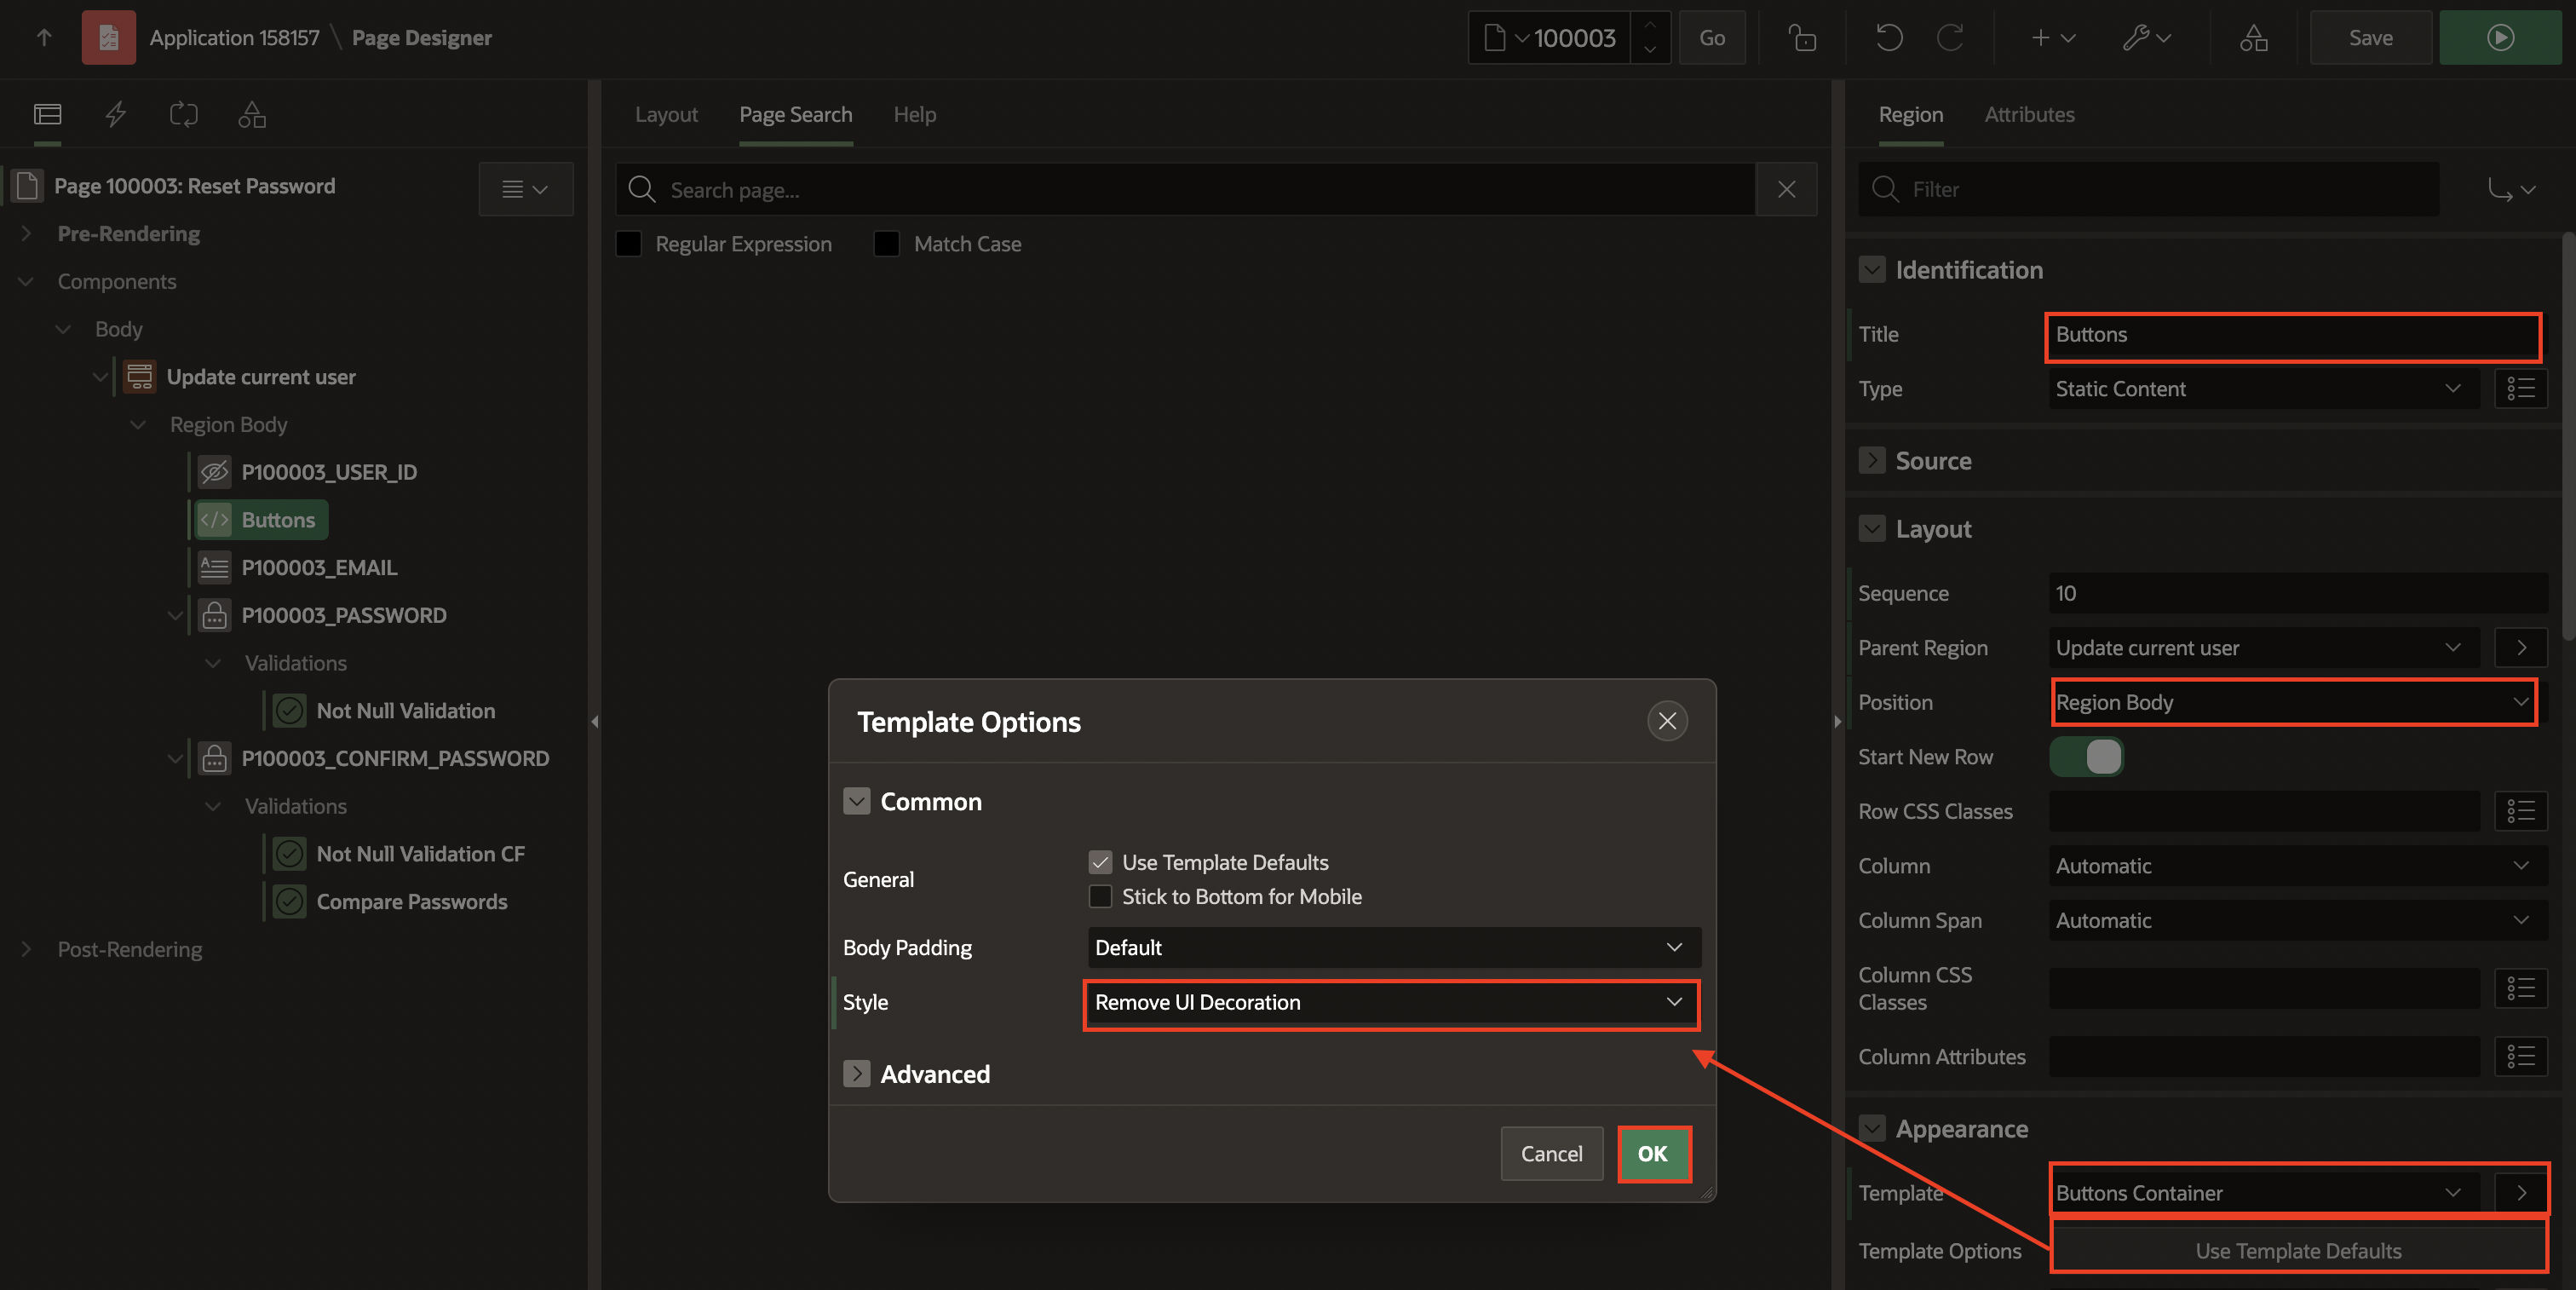 Application 158157 \ Page Designer
100003
Go
Save
Page 100003: Reset Password
Pre-Rendering
Components
Body
Update current user
Region Body
P100003_USER_ID
Buttons
P100003_EMAIL
P100003_PASSWORD
Validations
Not Null Validation
P100003_CONFIRM_PASSWORD
Validations
Not Null Validation CF
Compare Passwords
Post-Rendering
Layout
Page Search
Help
Search page...
Regular Expression
Match Case
Template Options
Common
General
Use Template Defaults
Stick to Bottom for Mobile
Body Padding
Default
Style
Remove UI Decoration
Advanced
Cancel
OK
Region
Attributes
Filter
Identification
Title
Buttons
Type
Static Content
Source
Layout
Sequence
10
Parent Region
Update current user
Position
Region Body
Start New Row
Row CSS Classes
Column
Automatic
Column Span
Automatic
Column CSS
Classes
Column Attributes
Appearance
Template
Buttons Container
Template Options
Use Template Defaults